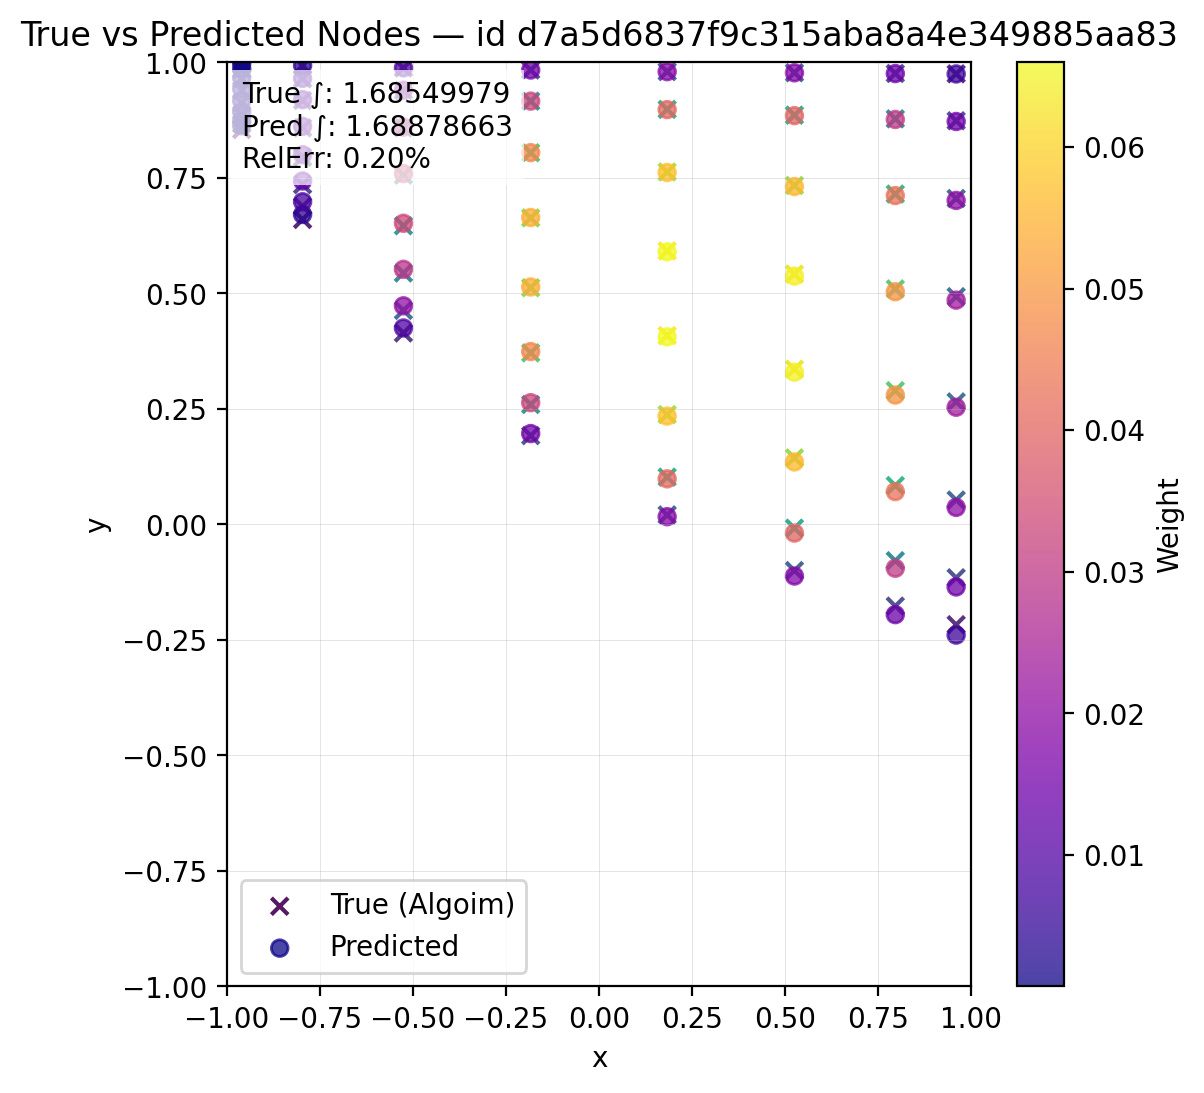 True vs Predicted Nodes — id d7a5d6837f9c315aba8a4e349885aa83
True ∫: 1.68549979
Pred ∫: 1.68878663
RelErr: 0.20%
1.00
0.75
0.50
0.25
0.00
−0.25
−0.50
−0.75
−1.00
y
True (Algoim)
Predicted
−1.00 −0.75 −0.50 −0.25 0.00 0.25 0.50 0.75 1.00
x
0.06
0.05
0.04
0.03
0.02
0.01
Weight